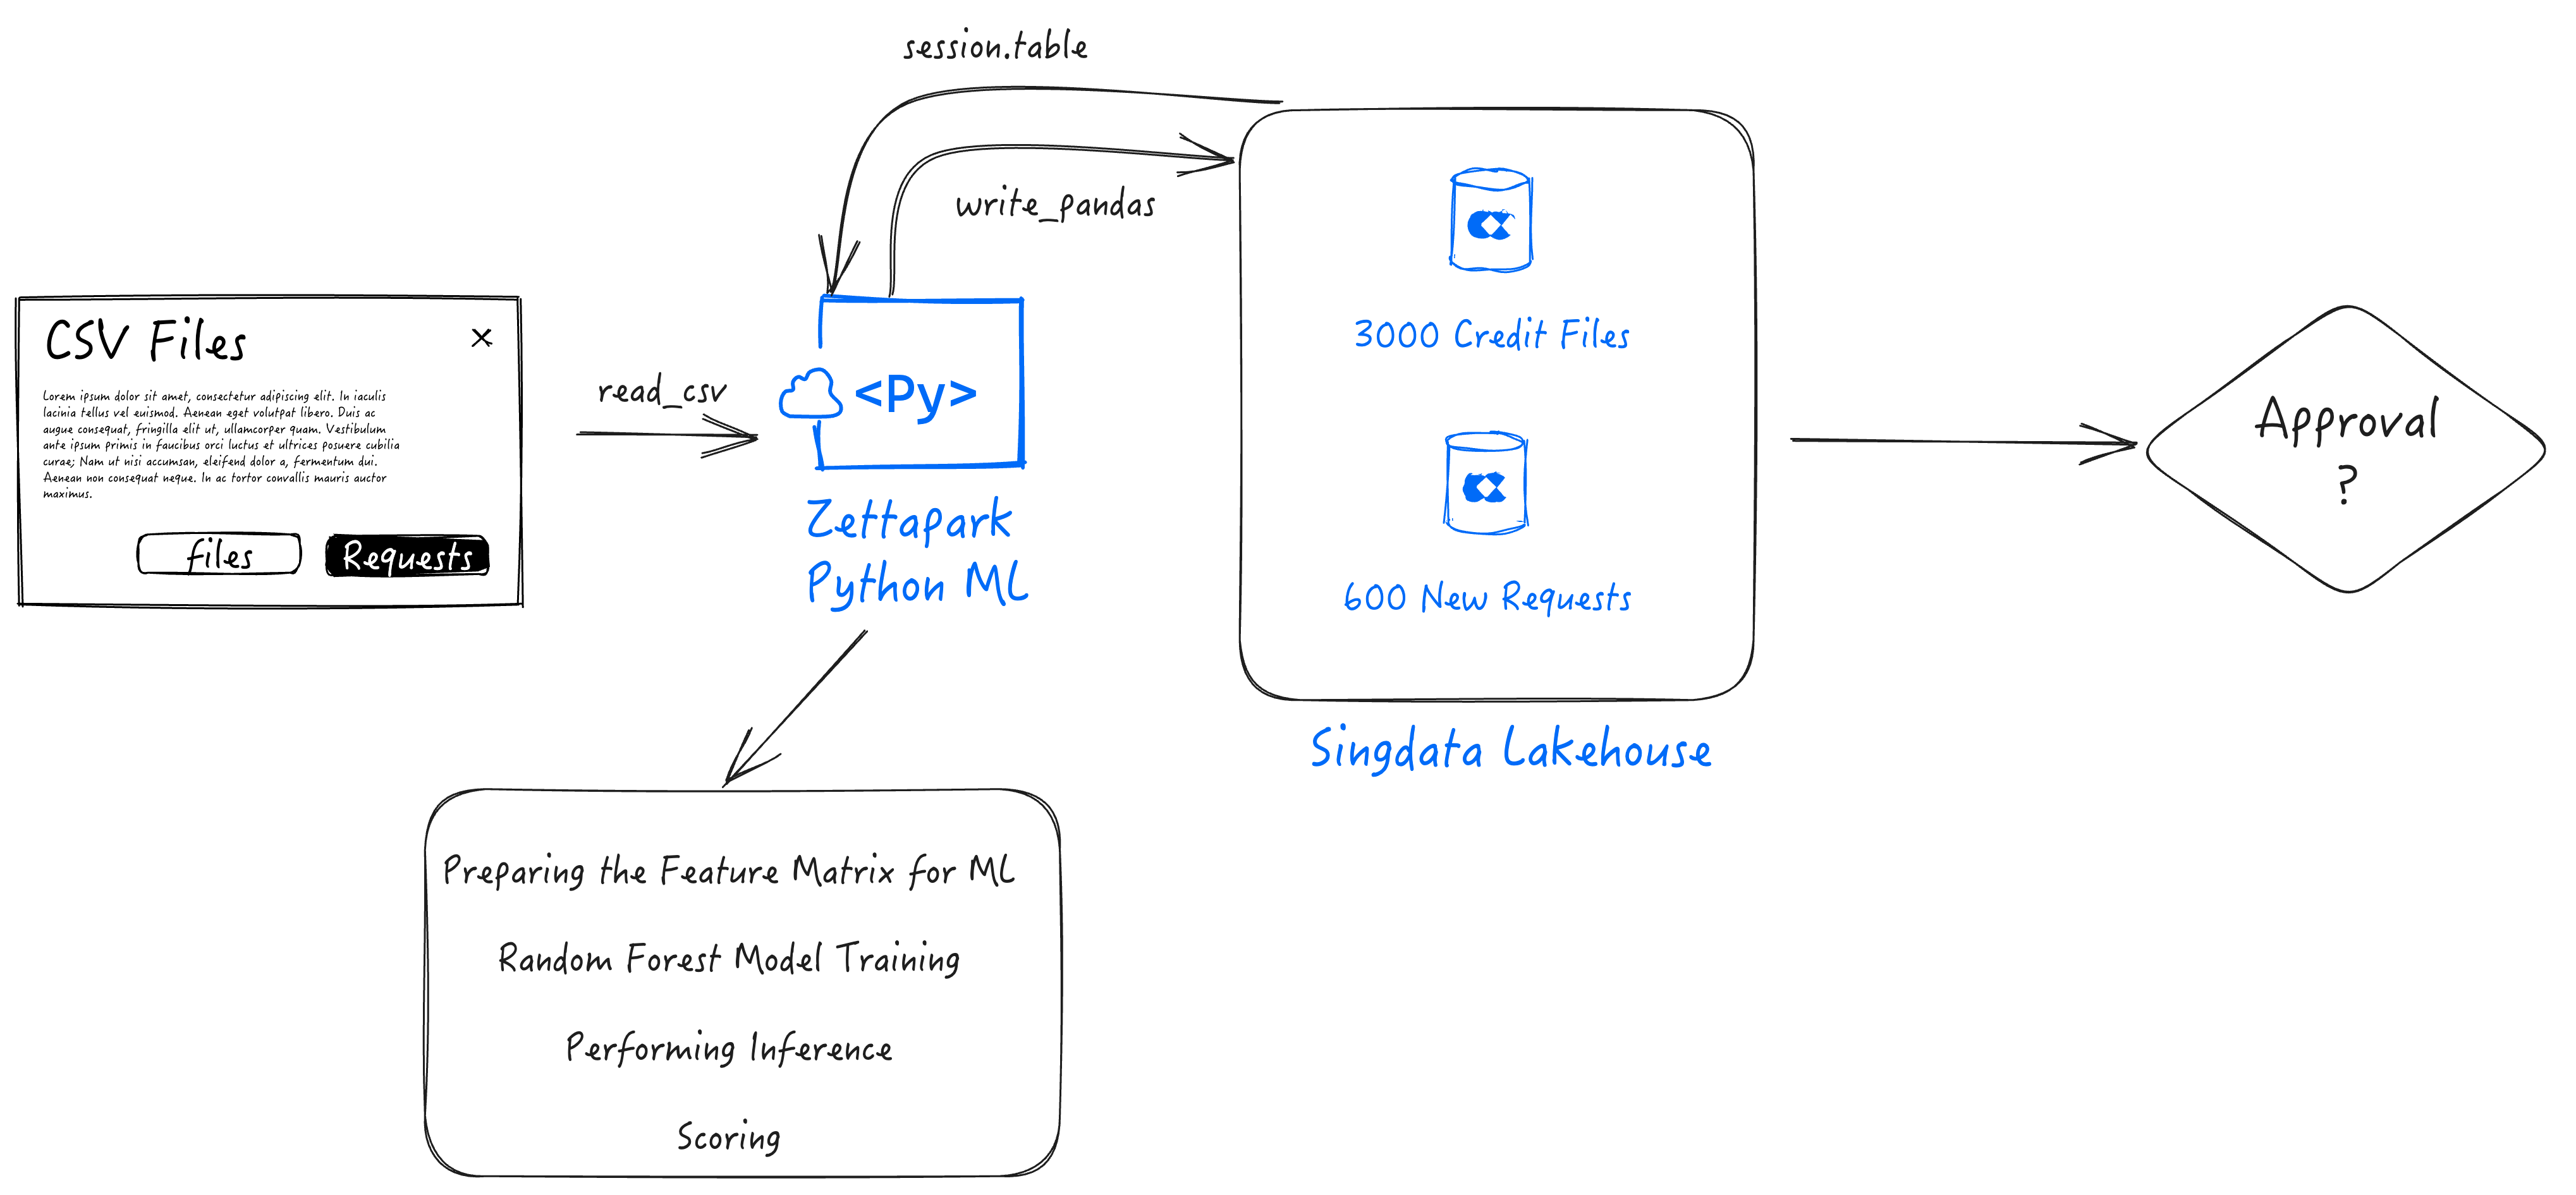 session.table
write_pandas
CSV Files
×
Lorem ipsum dolor sit amet, consectetur adipiscing elit. In iaculis
lacinia tellus vel euismod. Aenean eget volutpat libero. Duis ac
augue consequat, fringilla elit ut, ullamcorper quam. Vestibulum
ante ipsum primis in faucibus orci luctus et ultrices posuere cubilia
curae; Nam ut nisi accumsan, eleifend dolor a, fermentum dui.
Aenean non consequat neque. In ac tortor convallis mauris auctor
maximus.
files
Requests
read_csv
<Py>
Zettapark
Python ML
3000 Credit Files
600 New Requests
Singdata Lakehouse
Approval
?
Preparing the Feature Matrix for ML
Random Forest Model Training
Performing Inference
Scoring